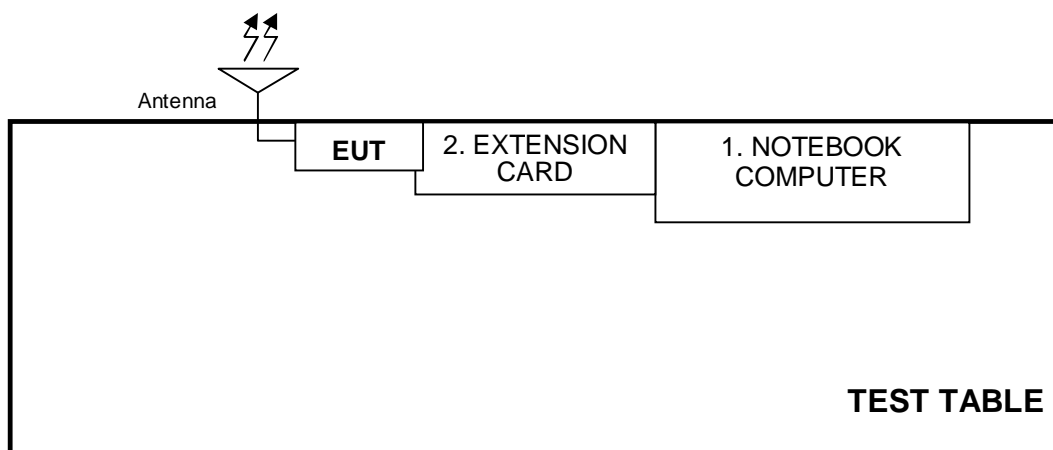 Antenna
EUT
2. EXTENSION
CARD
1. NOTEBOOK
COMPUTER
TEST TABLE